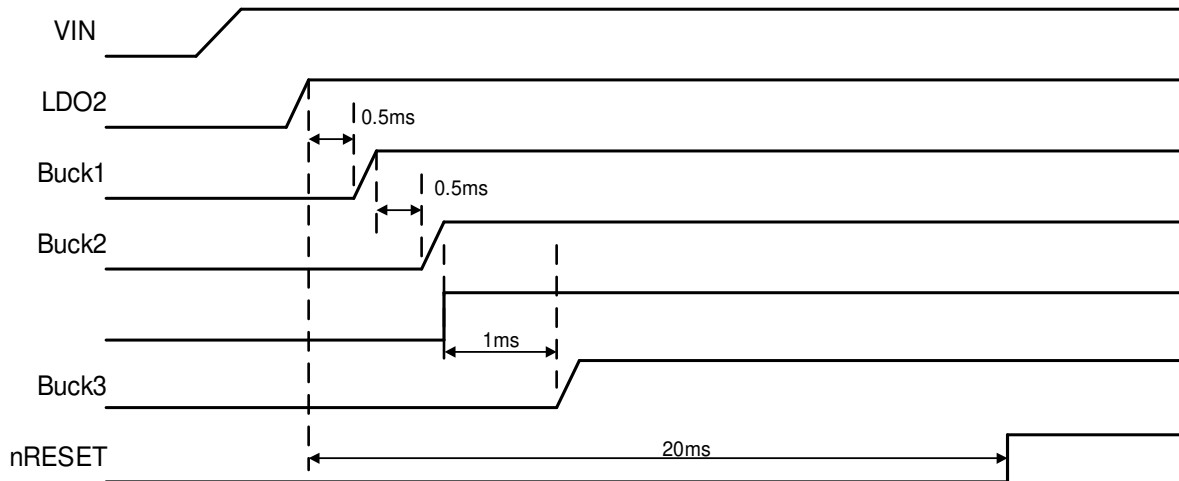 VIN
LDO2
0.5ms
Buck1
0.5ms
Buck2
1ms
Buck3
20ms
nRESET